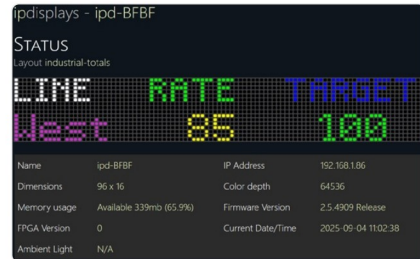 ipdisplays - ipd-BFBF
STATUS
Layout industrial-totals
LINE RATE TARGET
West 85 100
Name ipd-BFBF IP Address 192.168.1.86
Dimensions 96 x 16 Color depth 64536
Memory usage Available 339mb (65.9%) Firmware Version 2.5.4909 Release
FPGA Version 0 Current Date/Time 2025-09-04 11:02:38
Ambient Light N/A